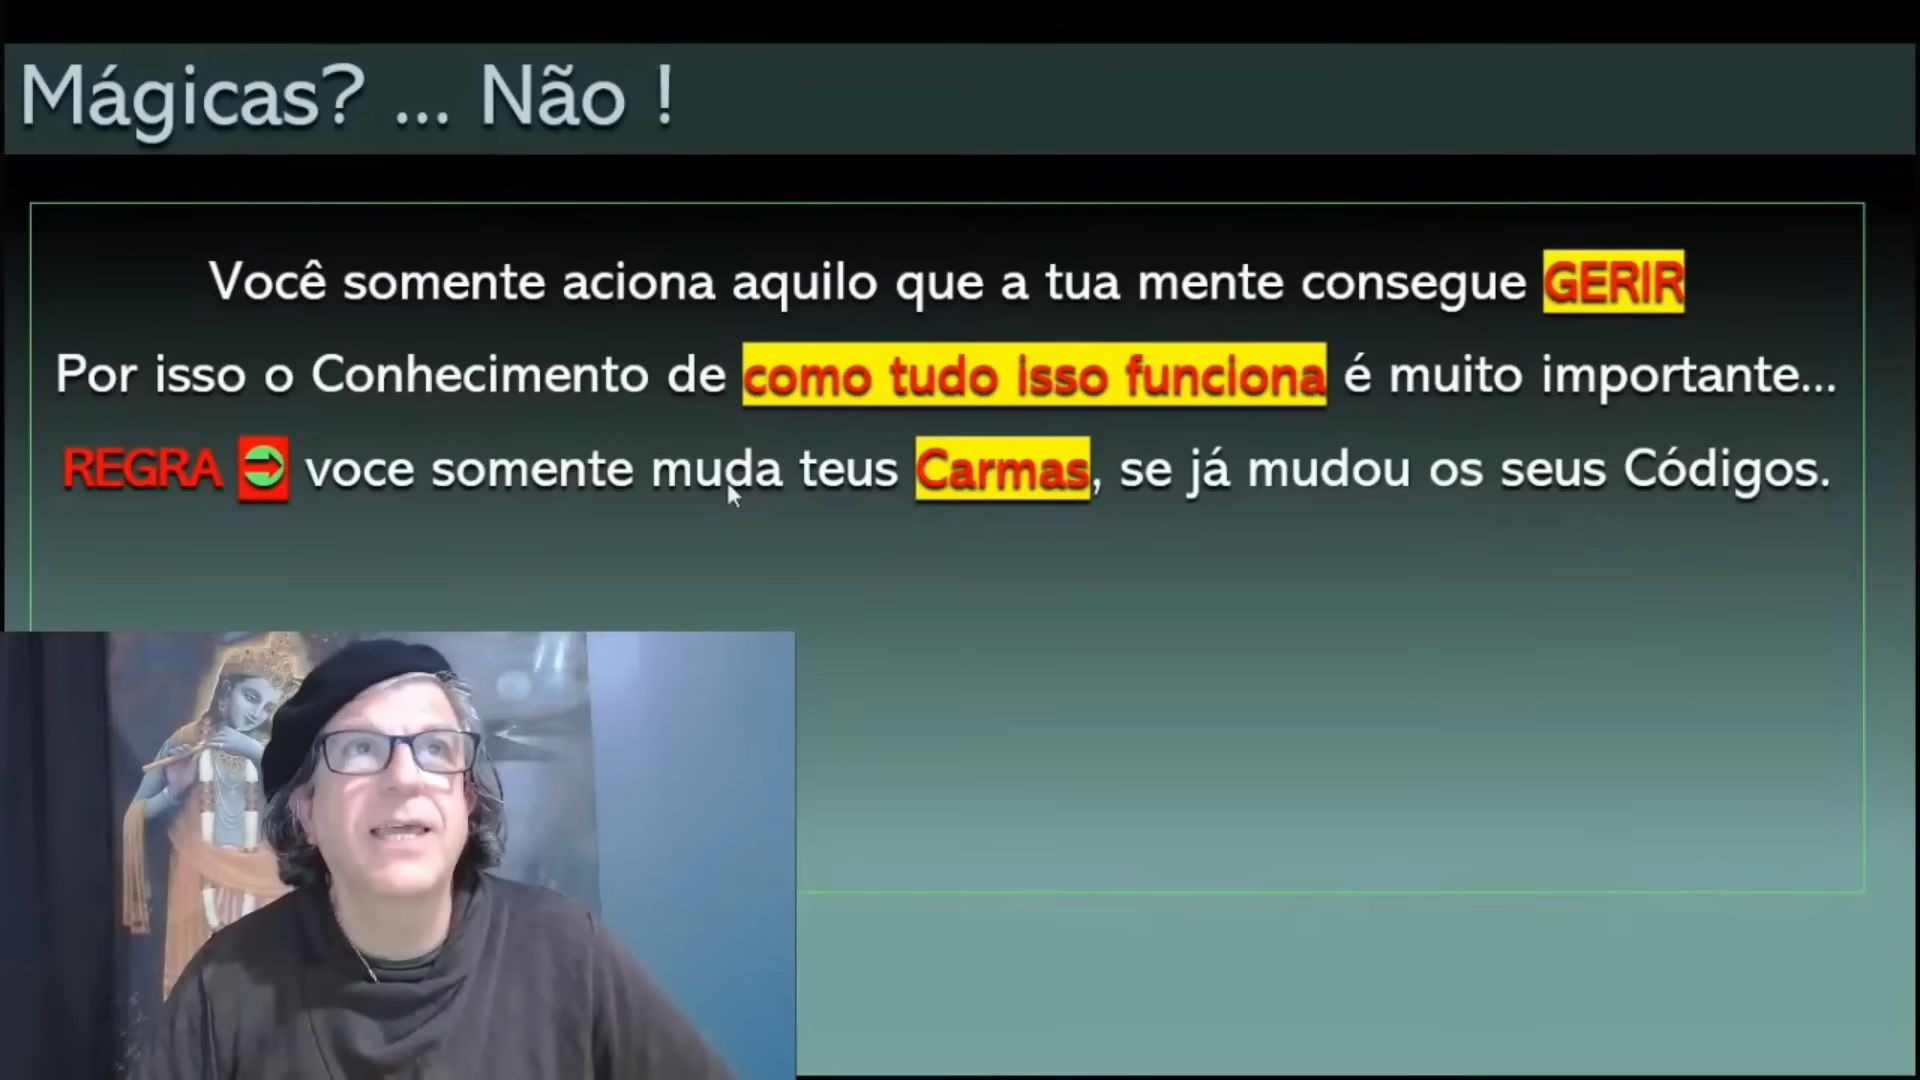 Mágicas? ... Não !
Você somente aciona aquilo que a tua mente consegue GERIR
Por isso o Conhecimento de como tudo isso funciona é muito importante...
REGRA voce somente muda teus Carmas, se já mudou os seus Códigos.